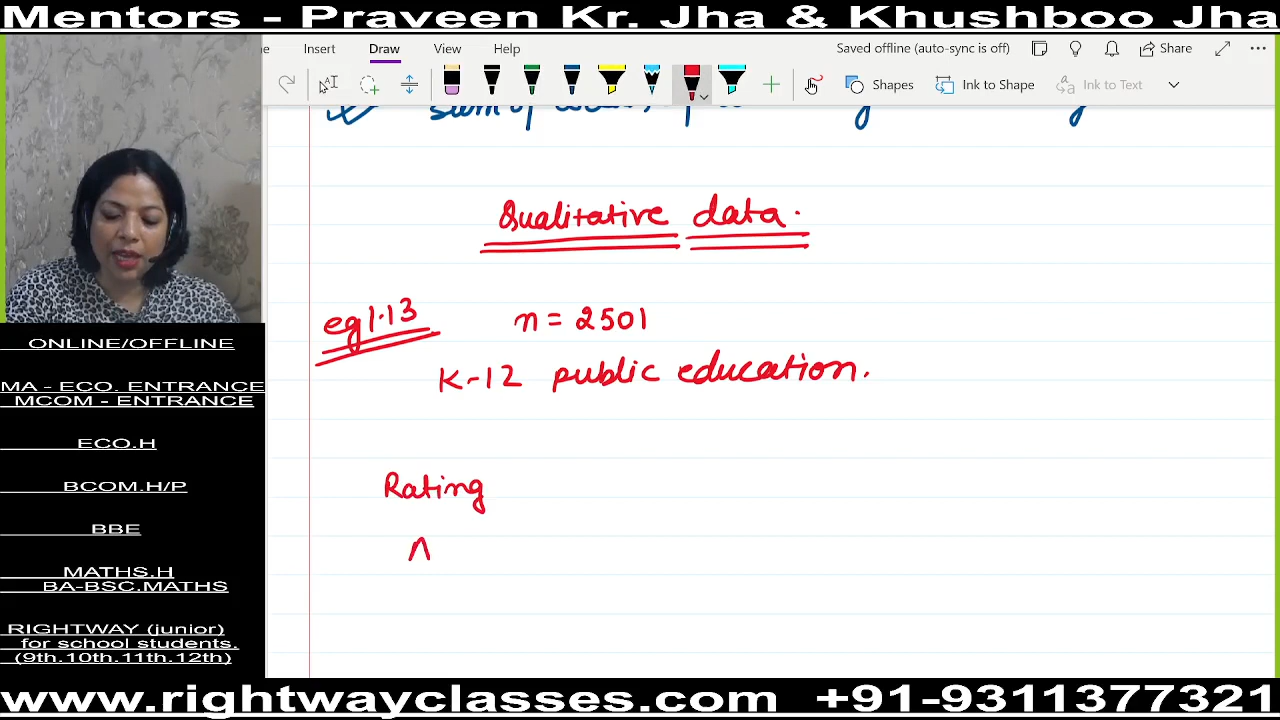 Mentors - Praveen Kr. Jha & Khushboo Jha
Insert Draw View Help
Saved offline (auto-sync is off)
Share
Shapes
Ink to Shape
Ink to Text
sum of
Qualitative data.
eg 1.13
n = 2501
K-12 public education.
Rating
ONLINE/OFFLINE
MA - ECO. ENTRANCE
MCOM - ENTRANCE
ECO.H
BCOM.H/P
BBE
MATHS.H
BA-BSC.MATHS
RIGHTWAY (junior)
for school students.
(9th.10th.11th.12th)
www.rightwayclasses.com +91-9311377321